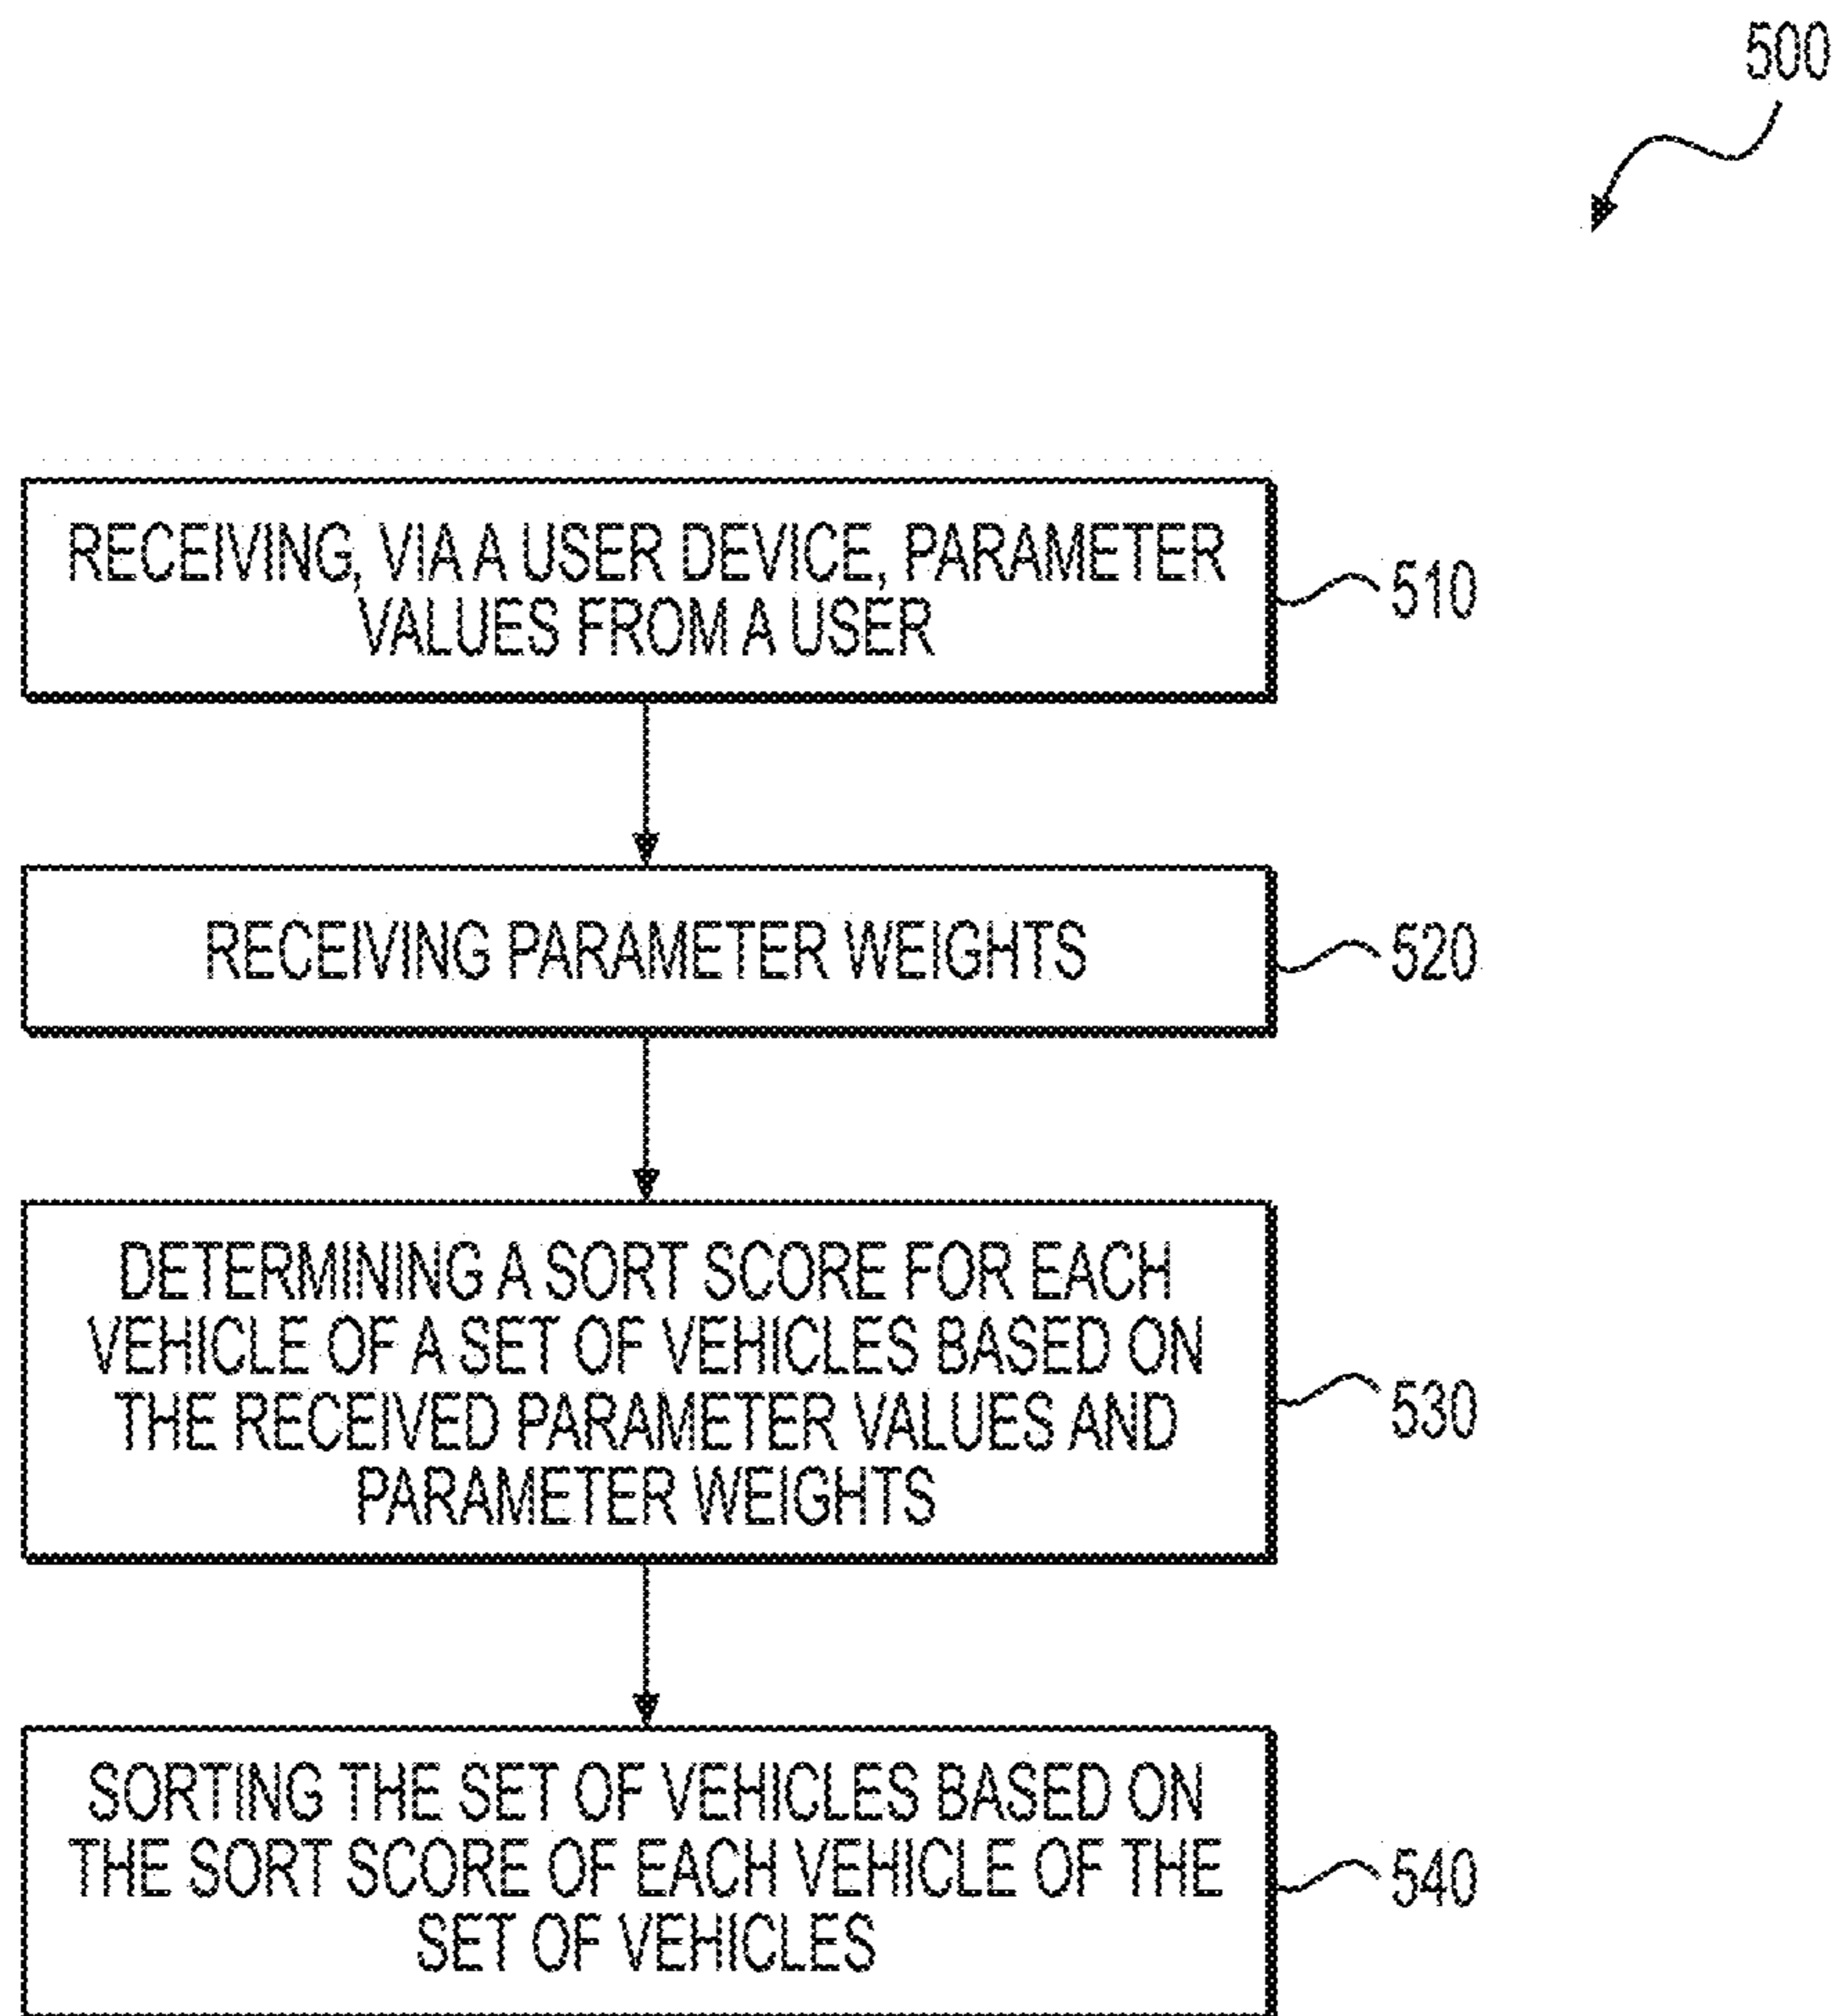 500
RECEIVING, VIA A USER DEVICE, PARAMETER
VALUES FROM A USER
510
RECEIVING PARAMETER WEIGHTS
520
DETERMINING A SORT SCORE FOR EACH
VEHICLE OF A SET OF VEHICLES BASED ON
THE RECEIVED PARAMETER VALUES AND
PARAMETER WEIGHTS
530
SORTING THE SET OF VEHICLES BASED ON
THE SORT SCORE OF EACH VEHICLE OF THE
SET OF VEHICLES
540